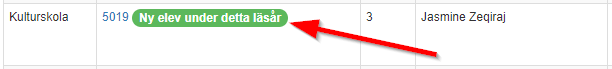 Kulturskola 5019 Ny elev under detta läsår 3 Jasmine Zeqiraj